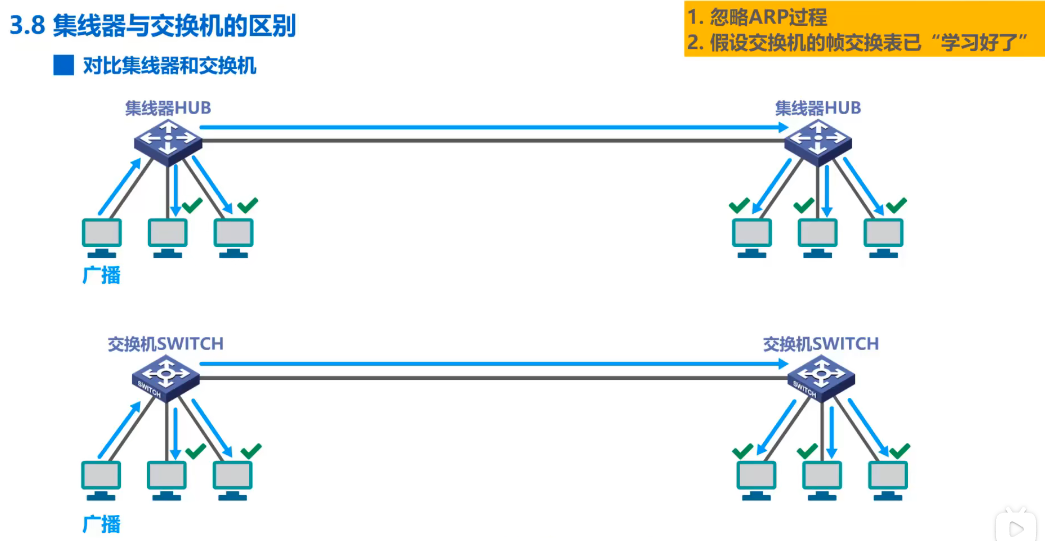 3.8 集线器与交换机的区别
1. 忽略ARP过程
2. 假设交换机的帧交换表已“学习好了”
对比集线器和交换机
集线器HUB
集线器HUB
广播
交换机SWITCH
交换机SWITCH
SWITCH
SWITCH
广播